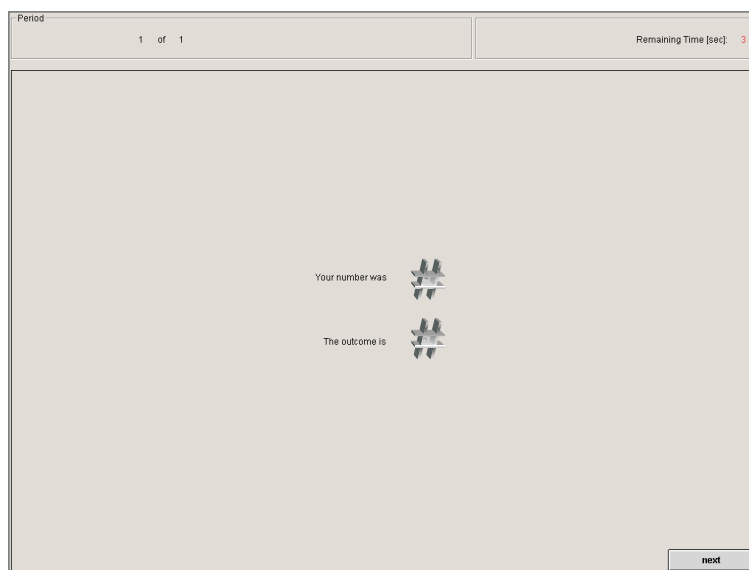 Period
1 of 1
Remaining Time [sec]: 3
Your number was #
The outcome is #
next